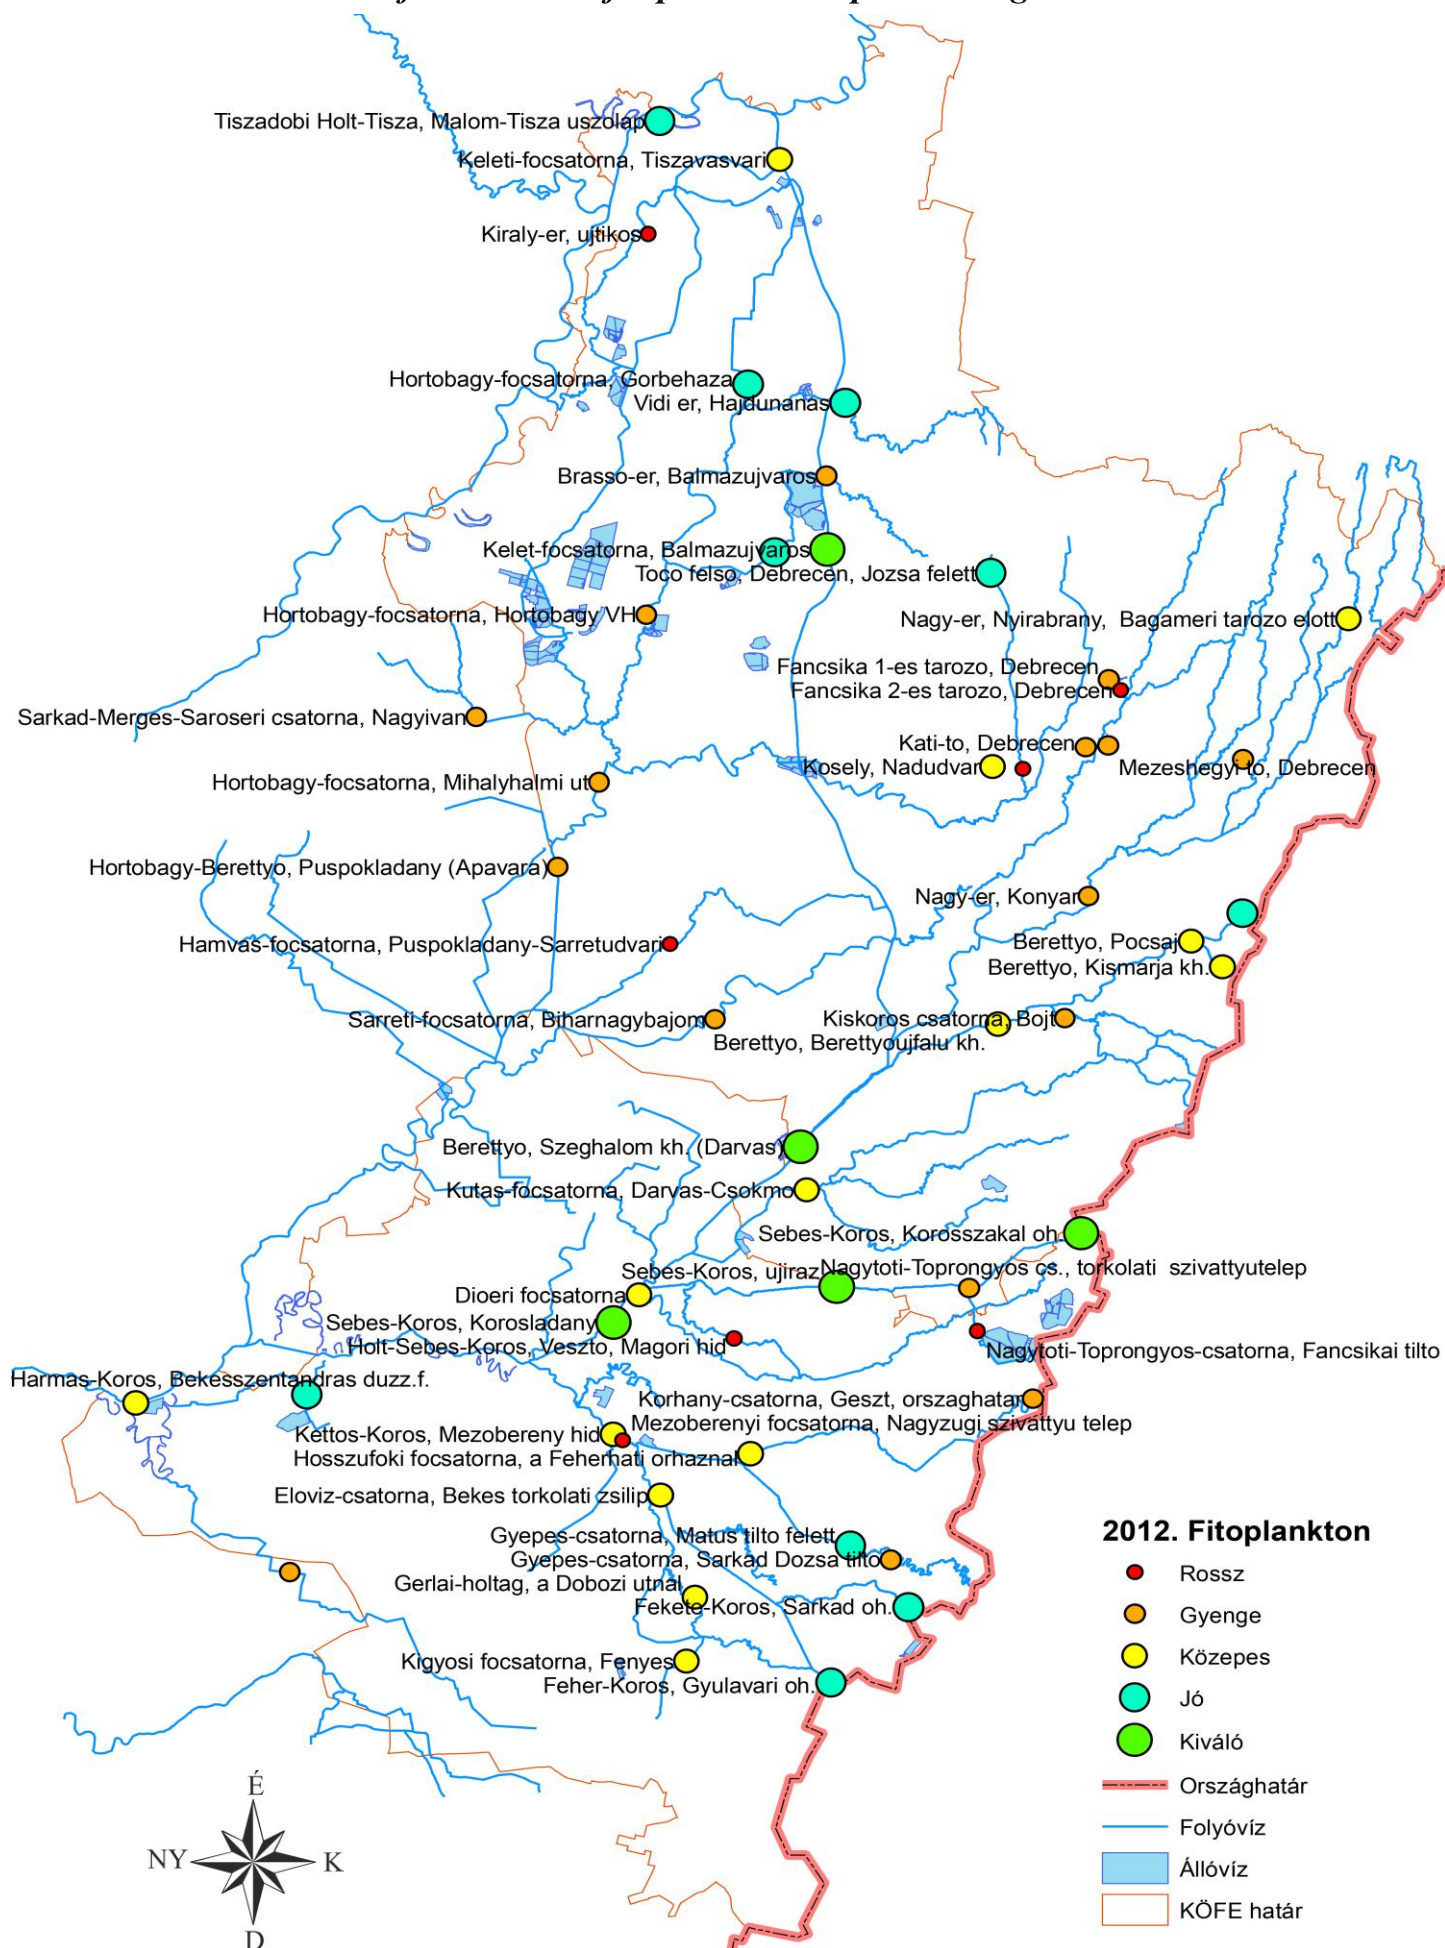 Tiszadobi Holt-Tisza, Malom-Tisza uszolap
Keleti-focsatorna, Tiszavasvari
Kiraly-er, ujtikos
Hortobagy-focsatorna, Gorbehaza
Vidi er, Hajdunanas
Brasso-er, Balmazujvaros
Kelet-focsatorna, Balmazujvaros
Toco felso, Debrecen, Jozsa felett
Hortobagy-focsatorna, Hortobagy VH
Nagy-er, Nyirabrany, Bagameri tarozo elott
Fancsika 1-es tarozo, Debrecen
Fancsika 2-es tarozo, Debrecen
Sarkad-Merges-Saroseri csatorna, Nagyivan
Kati-to, Debrecen
Kosely, Nadudvar
Mezeshegyi to, Debrecen
Hortobagy-focsatorna, Mihalyhalmi ut
Hortobagy-Berettyo, Puspokladany (Apavara)
Nagy-er, Konyar
Hamvas-focsatorna, Puspokladany-Sarretudvari
Berettyo, Pocsaj
Berettyo, Kismarja kh.
Sarreti-focsatorna, Biharnagybajom
Kiskoros csatorna, Bojt
Berettyo, Berettyoujfalu kh.
Berettyo, Szeghalom kh. (Darvas)
Kutas-focsatorna, Darvas-Csokmo
Sebes-Koros, Korosszakal oh.
Sebes-Koros, ujiraz
Nagytoti-Toprongyos cs., torkolati szivattyutelep
Dioeri focsatorna
Sebes-Koros, Korosladany
Holt-Sebes-Koros, Veszto, Magori hid
Nagytoti-Toprongyos-csatorna, Fancsikai tilto
Harmas-Koros, Bekesszentandras duzz.f.
Korhany-csatorna, Geszt, orszaghatar
Mezoberenyi focsatorna, Nagyzugi szivattyu telep
Kettos-Koros, Mezobereny hid
Hosszufoki focsatorna, a Feherhati orhaznal
Eloviz-csatorna, Bekes torkolati zsilip
Gyepes-csatorna, Matus tilto felett
Gyepes-csatorna, Sarkad Dozsa tilto
Gerlai-holtag, a Dobozi utnal
Fekete-Koros, Sarkad oh.
Kigyosi focsatorna, Fenyes
Feher-Koros, Gyulavari oh.
2012. Fitoplankton
Rossz
Gyenge
Közepes
Jó
Kiváló
Országhatár
Folyóvíz
Állóvíz
KÖFE határ
É
NY
K
D